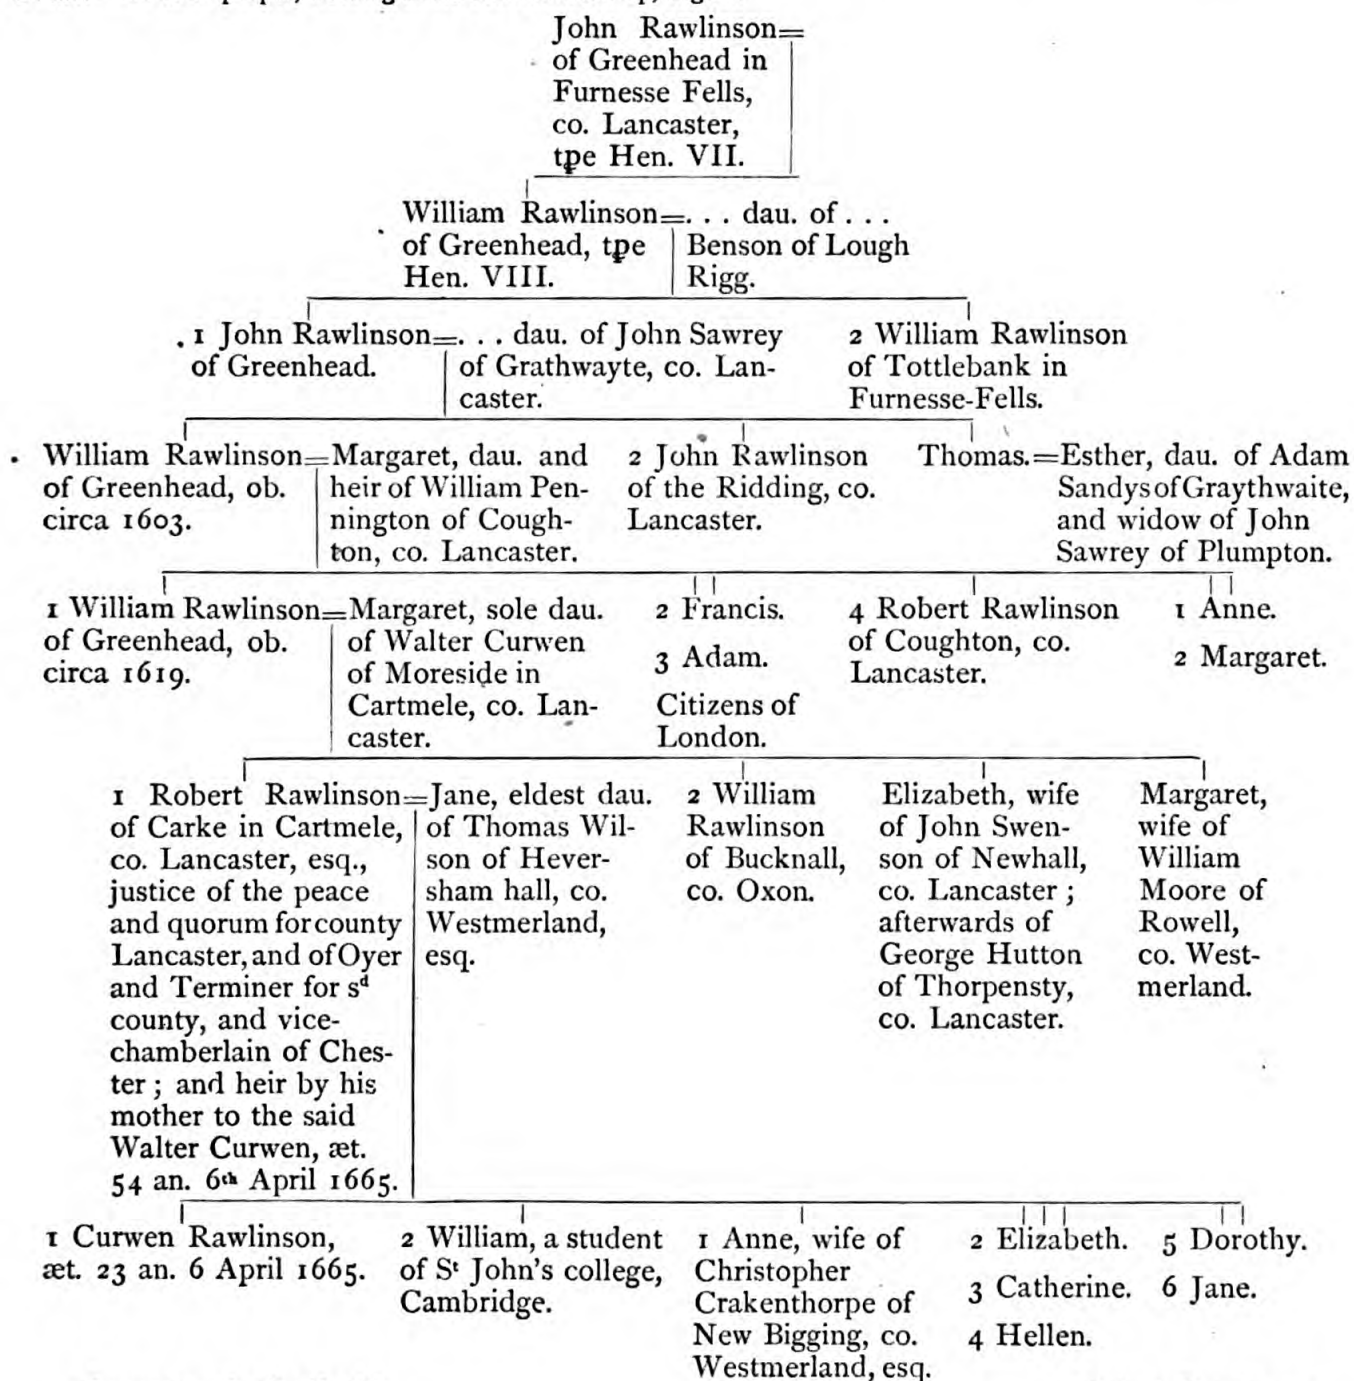 John Rawlinson=
of Greenhead in
Furnesse Fells,
co. Lancaster,
tpe Hen. VII.
William Rawlinson=. . . dau. of . . .
of Greenhead, tpe
Hen. VIII.
Benson of Lough
Rigg.
1 John Rawlinson=. . . dau. of John Sawrey
of Greenhead.
of Grathwayte, co. Lan-
caster.
2 William Rawlinson
of Tottlebank in
Furnesse-Fells.
William Rawlinson=
of Greenhead, ob.
circa 1603.
Margaret, dau. and
heir of William Pen-
nington of Cough-
ton, co. Lancaster.
2 John Rawlinson
of the Ridding, co.
Lancaster.
Thomas.=Esther, dau. of Adam
Sandys of Graythwaite,
and widow of John
Sawrey of Plumpton.
1 William Rawlinson=
of Greenhead, ob.
circa 1619.
Margaret, sole dau.
of Walter Curwen
of Moreside in
Cartmele, co. Lan-
caster.
2 Francis.
3 Adam.
Citizens of
London.
4 Robert Rawlinson
of Coughton, co.
Lancaster.
1 Anne.
2 Margaret.
1 Robert Rawlinson=
of Carke in Cartmele,
co. Lancaster, esq.,
justice of the peace
and quorum for county
Lancaster, and of Oyer
and Terminer for sd
county, and vice-
chamberlain of Ches-
ter ; and heir by his
mother to the said
Walter Curwen, æt.
54 an. 6th April 1665.
Jane, eldest dau.
of Thomas Wil-
son of Hever-
sham hall, co.
Westmerland,
esq.
2 William
Rawlinson
of Bucknall,
co. Oxon.
Elizabeth, wife
of John Swen-
son of Newhall,
co. Lancaster ;
afterwards of
George Hutton
of Thorpensty,
co. Lancaster.
Margaret,
wife of
William
Moore of
Rowell,
co. West-
merland.
1 Curwen Rawlinson,
æt. 23 an. 6 April 1665.
2 William, a student
of St John's college,
Cambridge.
1 Anne, wife of
Christopher
Crakenthorpe of
New Bigging, co.
Westmerland, esq.
2 Elizabeth.
3 Catherine.
4 Hellen.
5 Dorothy.
6 Jane.